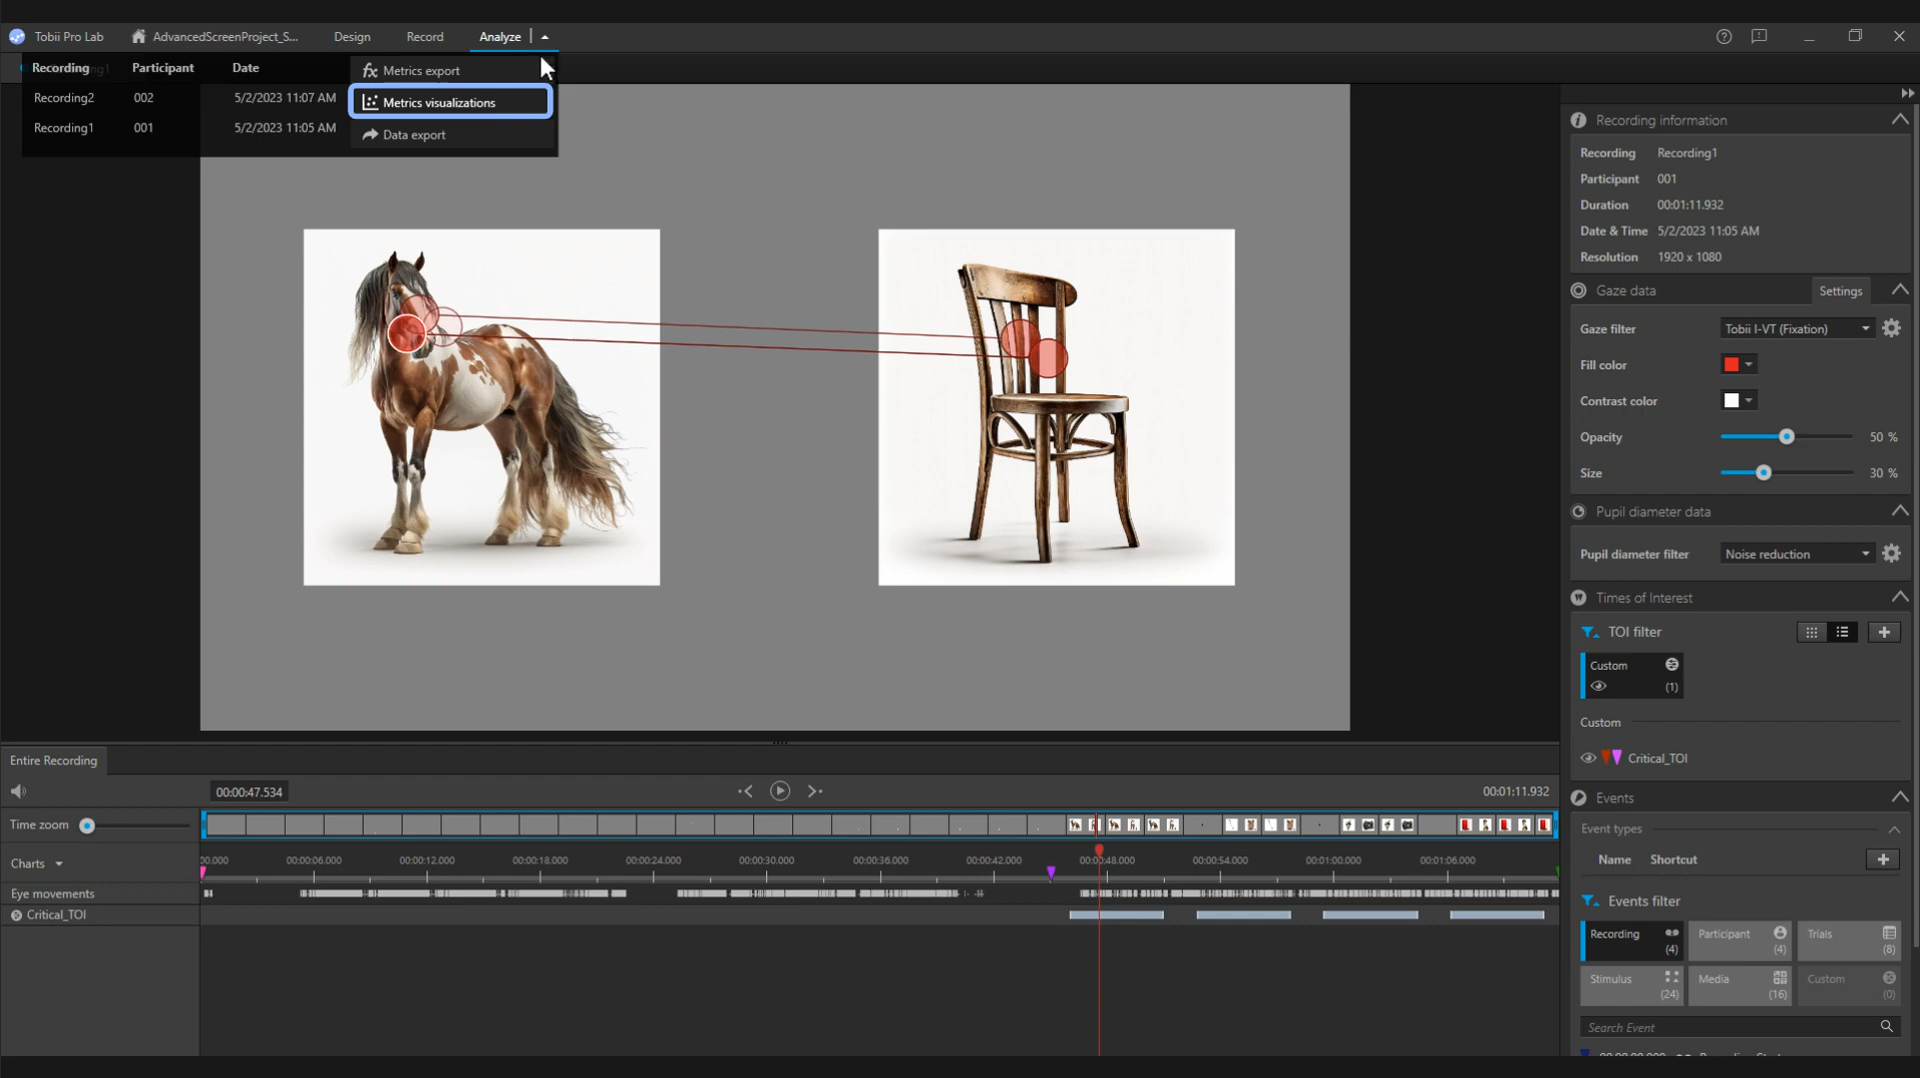 Tobii Pro Lab AdvancedScreenProject_S... Design Record Analyze
Recording Participant Date
Recording2 002 5/2/2023 11:07 AM
Recording1 001 5/2/2023 11:05 AM
Metrics export
Metrics visualizations
Data export
Recording information
Recording Recording1
Participant 001
Duration 00:01:11.932
Date & Time 5/2/2023 11:05 AM
Resolution 1920 x 1080
Gaze data Settings
Gaze filter Tobii I-VT (Fixation)
Fill color
Contrast color
Opacity 50 %
Size 30 %
Pupil diameter data
Pupil diameter filter Noise reduction
Times of Interest
TOI filter
Custom
(1)
Custom
Critical_TOI
Events
Event types
Name Shortcut
Events filter
Recording (4) Participant (4) Trials (8)
Stimulus (24) Media (16) Custom (0)
Search Event
Entire Recording
00:00:47.534 00:01:11.932
Time zoom
Charts 00.000 00:00:06.000 00:00:12.000 00:00:18.000 00:00:24.000 00:00:30.000 00:00:36.000 00:00:42.000 00:00:48.000 00:00:54.000 00:01:00.000 00:01:06.000
Eye movements
Critical_TOI